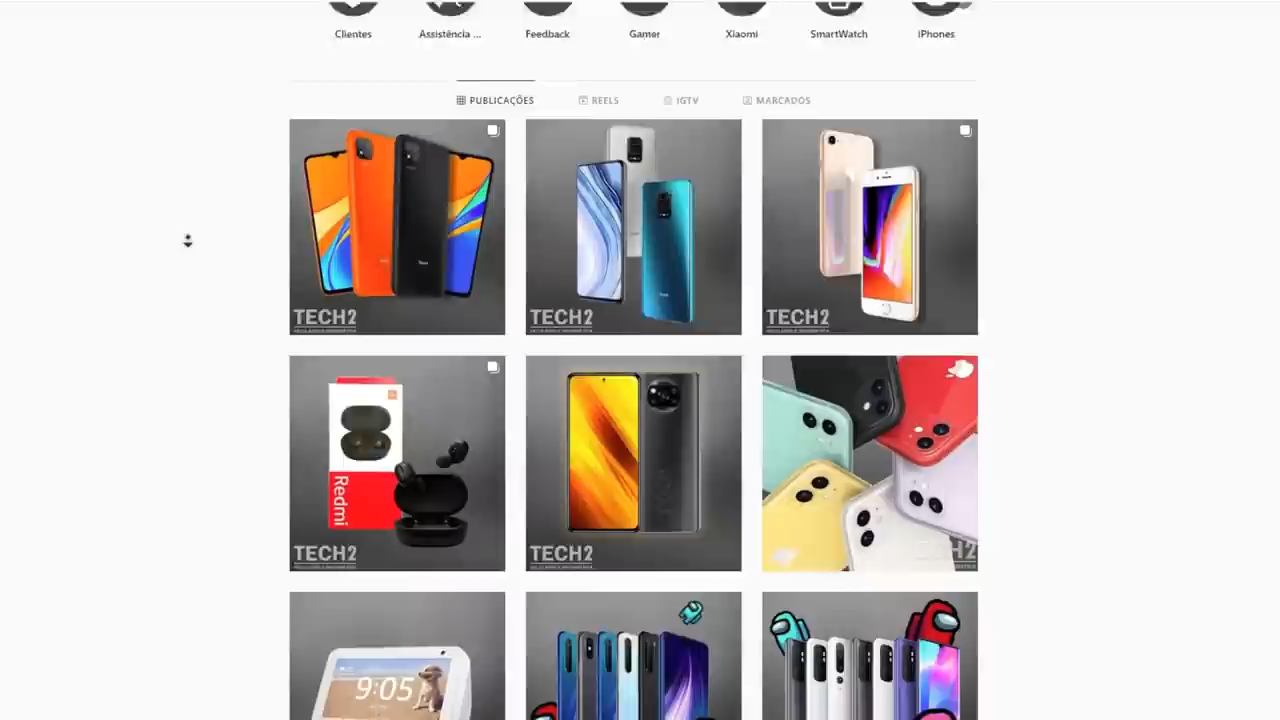 Clientes
Assistência ...
Feedback
Gamer
Xiaomi
SmartWatch
iPhones
PUBLICAÇÕES
REELS
IGTV
MARCADOS
TECH2
TECH2
TECH2
Redmi
TECH2
TECH2
H2
9:05